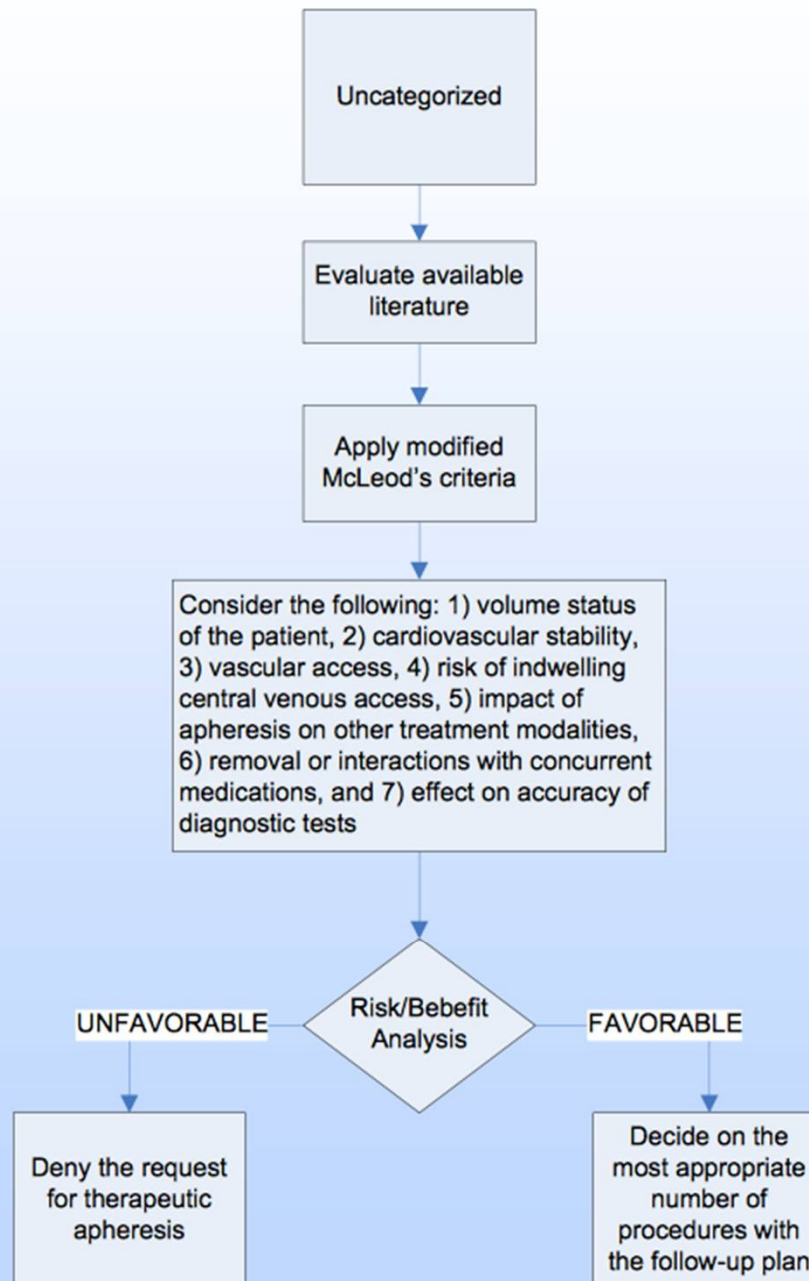 Uncategorized
Evaluate available
literature
Apply modified
McLeod's criteria
Consider the following: 1) volume status
of the patient, 2) cardiovascular stability,
3) vascular access, 4) risk of indwelling
central venous access, 5) impact of
apheresis on other treatment modalities,
6) removal or interactions with concurrent
medications, and 7) effect on accuracy of
diagnostic tests
Risk/Bebefit
Analysis
UNFAVORABLE
FAVORABLE
Deny the request
for therapeutic
apheresis
Decide on the
most appropriate
number of
procedures with
the follow-up plan